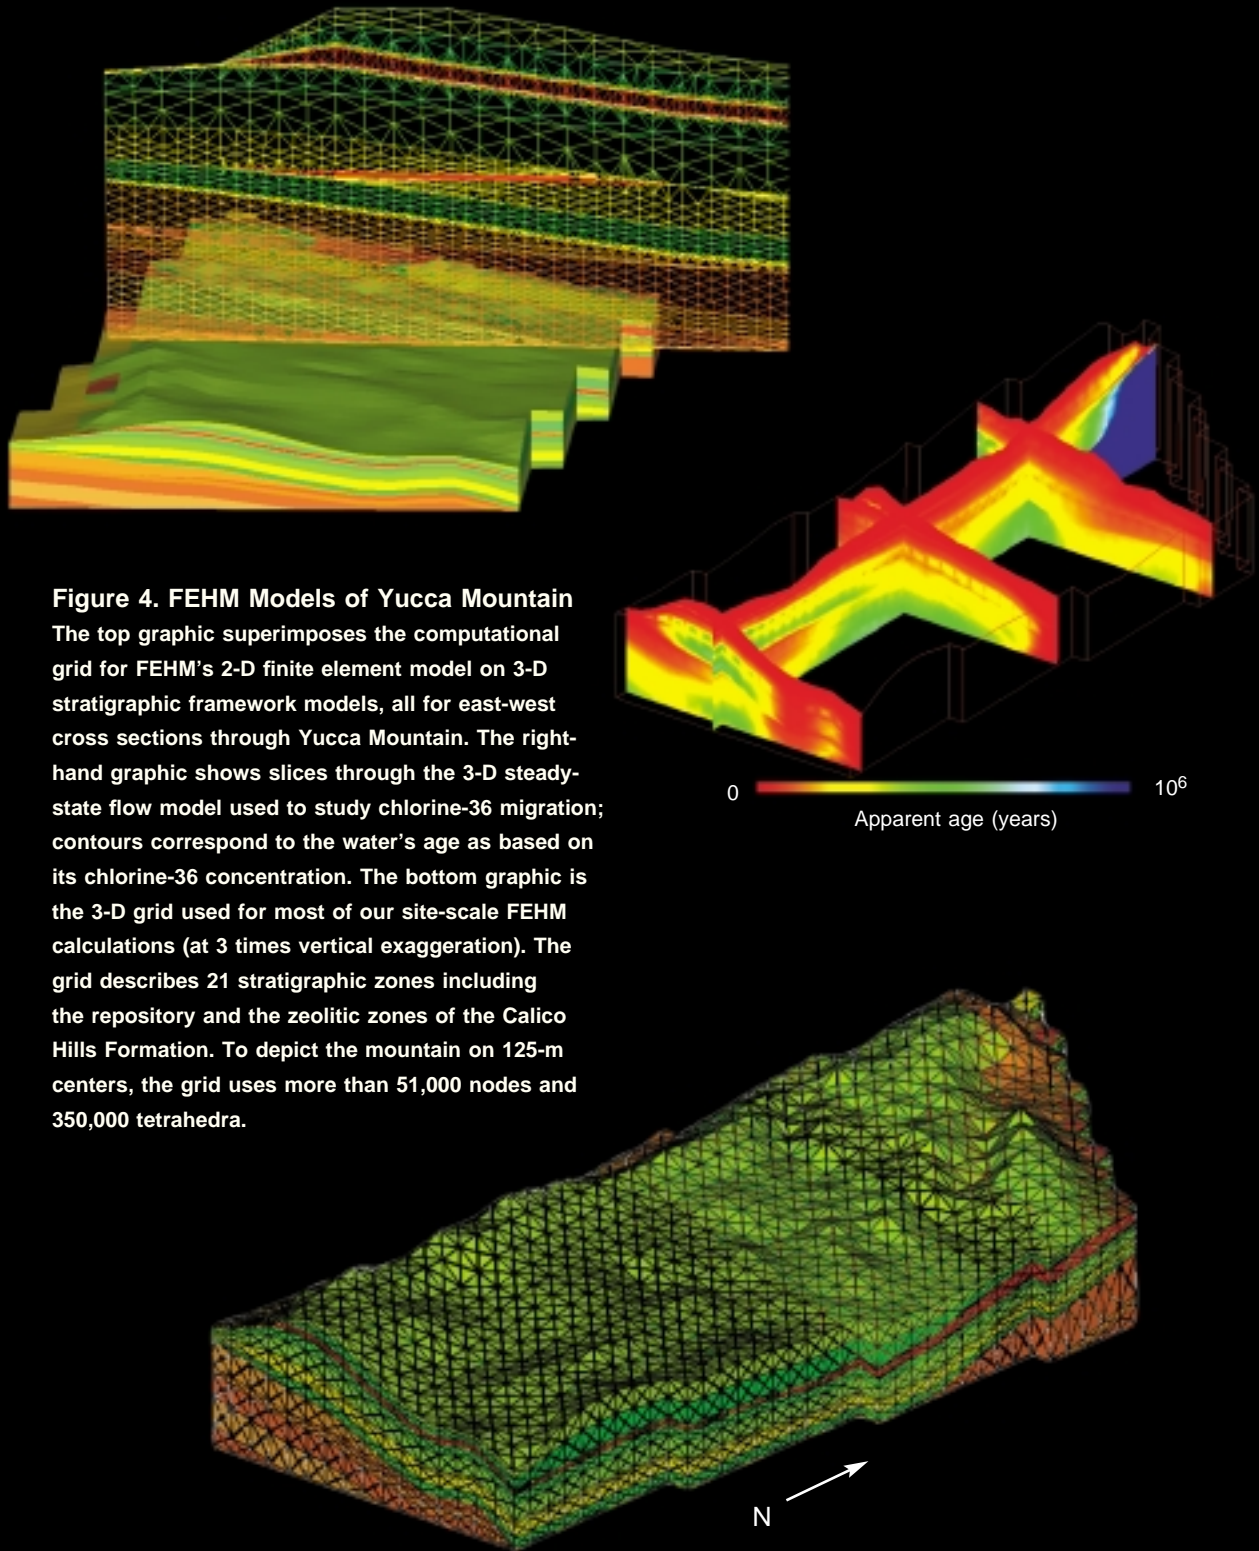 Figure 4. FEHM Models of Yucca Mountain
The top graphic superimposes the computational
grid for FEHM’s 2-D finite element model on 3-D
stratigraphic framework models, all for east-west
cross sections through Yucca Mountain. The right-
hand graphic shows slices through the 3-D steady-
state flow model used to study chlorine-36 migration;
contours correspond to the water’s age as based on
its chlorine-36 concentration. The bottom graphic is
the 3-D grid used for most of our site-scale FEHM
calculations (at 3 times vertical exaggeration). The
grid describes 21 stratigraphic zones including
the repository and the zeolitic zones of the Calico
Hills Formation. To depict the mountain on 125-m
centers, the grid uses more than 51,000 nodes and
350,000 tetrahedra.
0 10⁶
Apparent age (years)
N